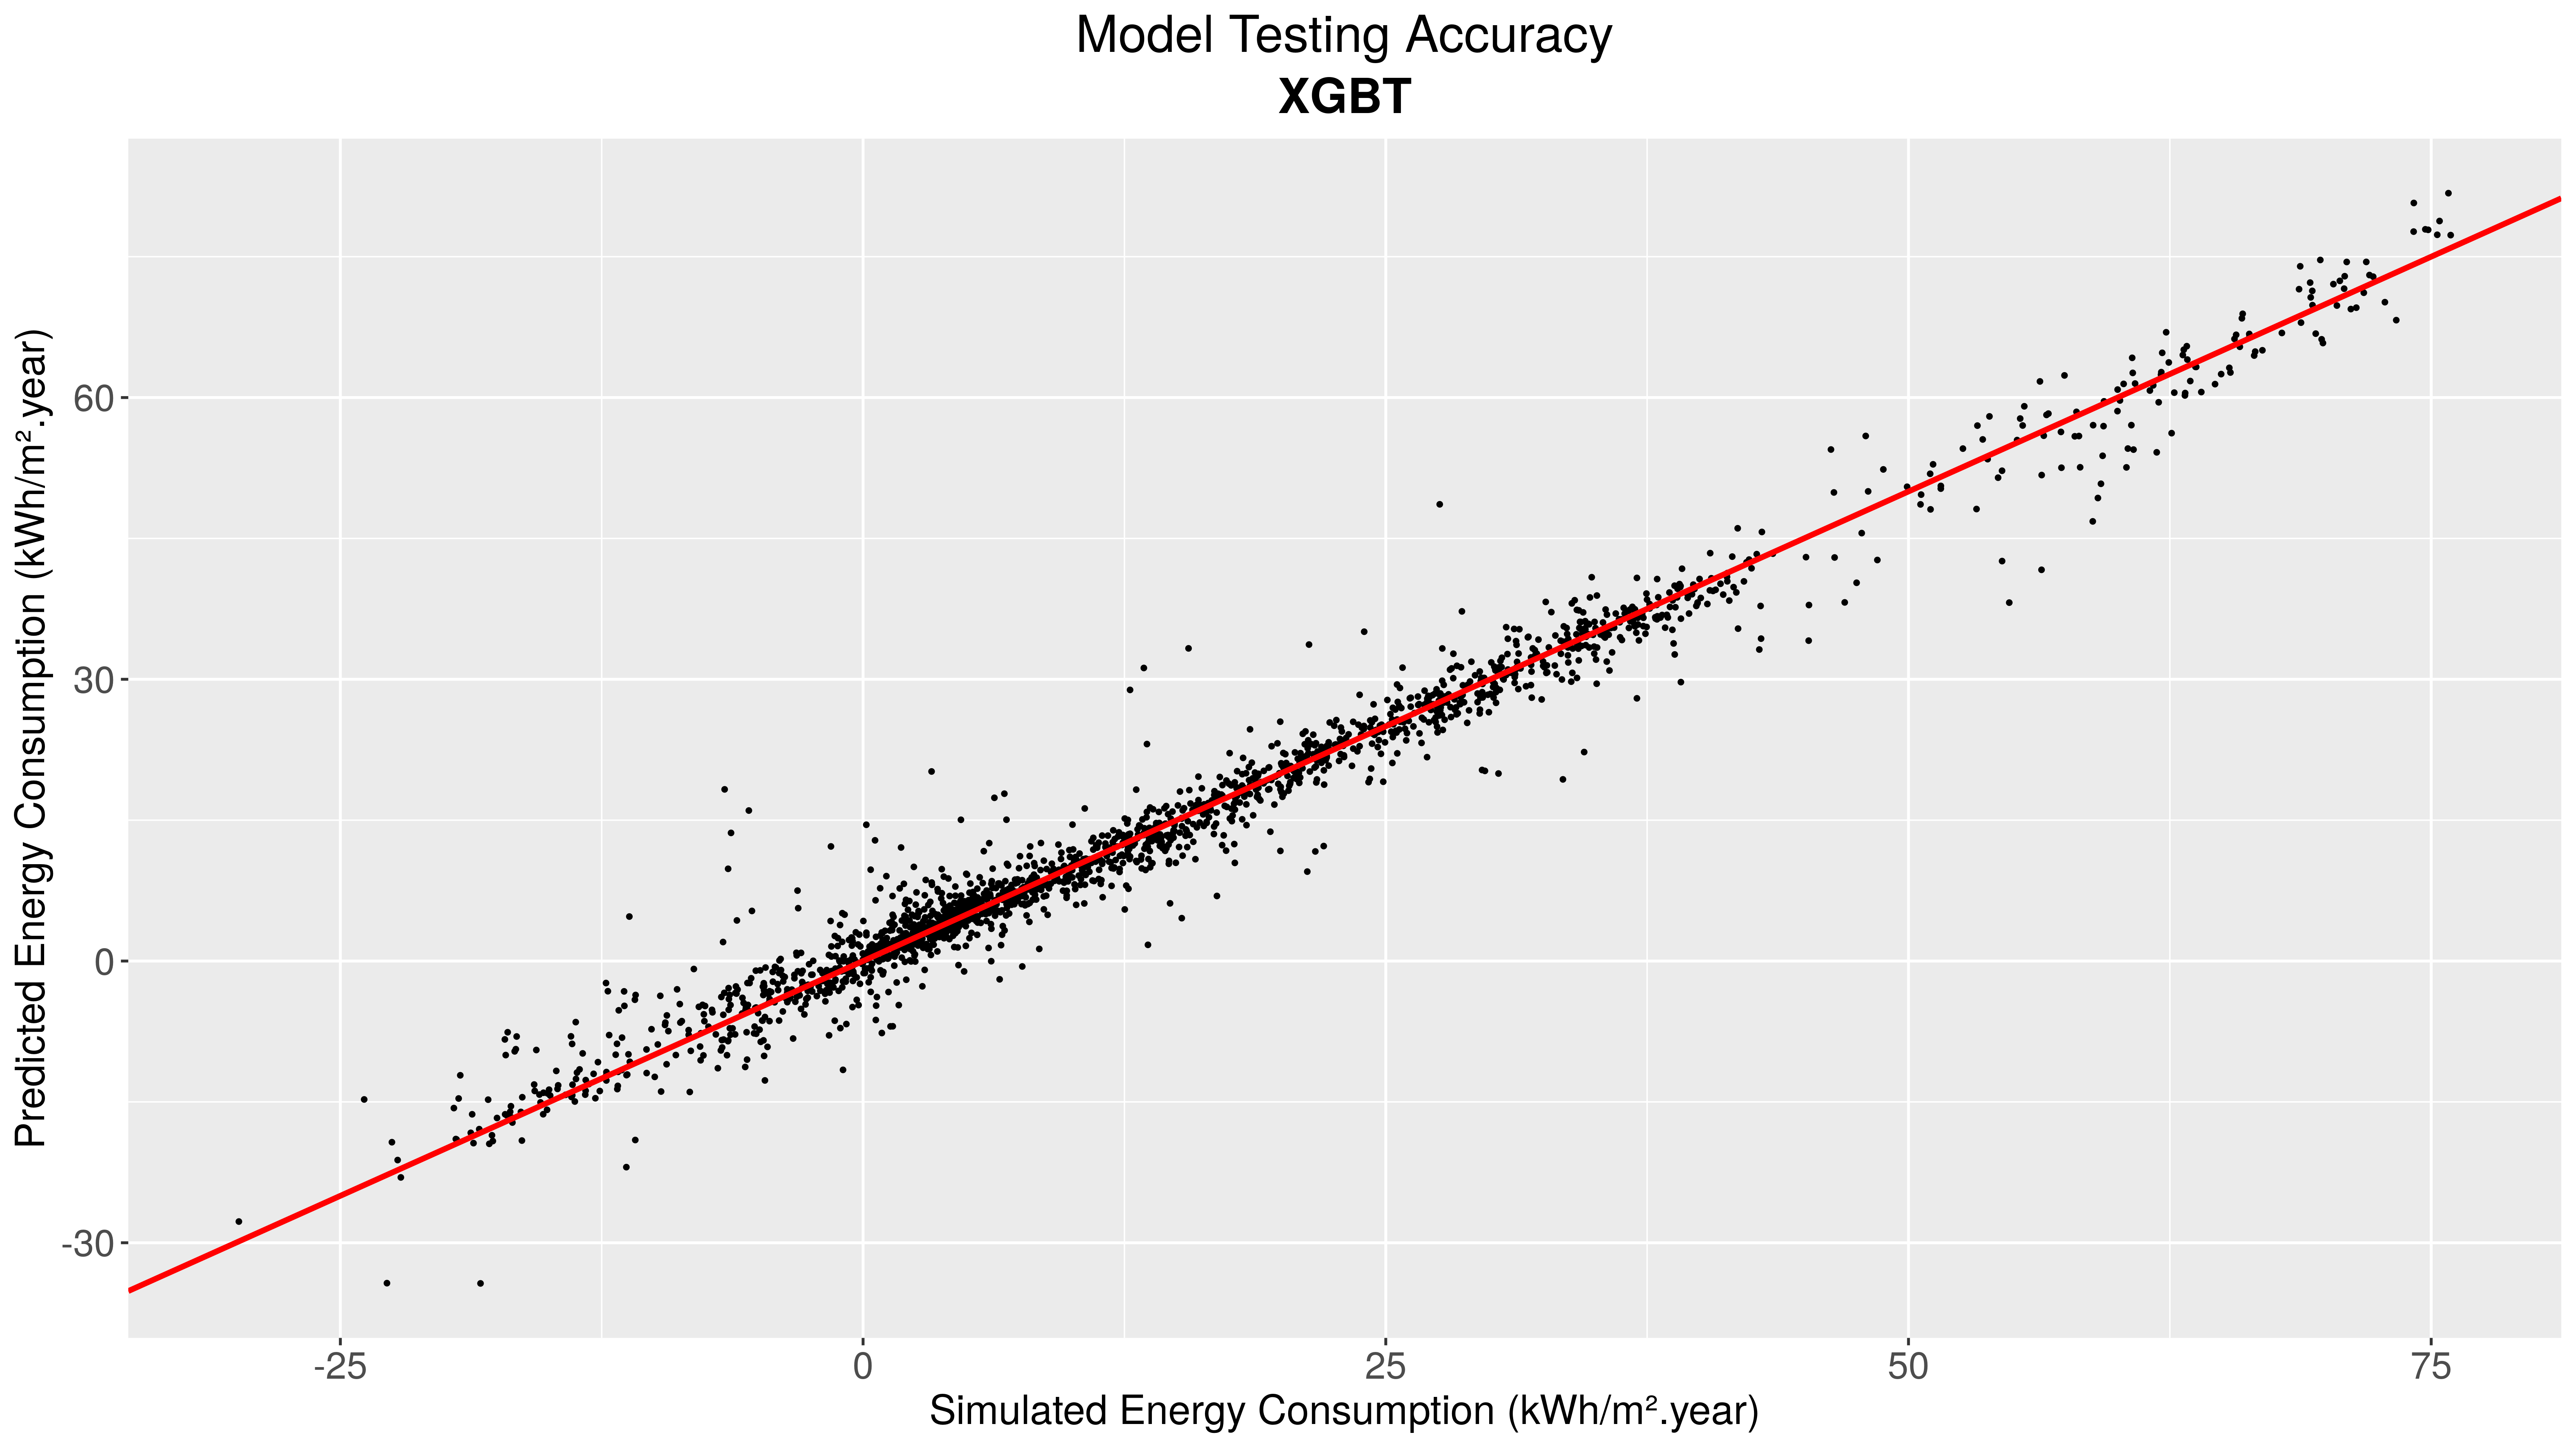 Model Testing Accuracy
XGBT
Predicted Energy Consumption (kWh/m².year)
60
30
0
-30
-25
0
25
50
75
Simulated Energy Consumption (kWh/m².year)